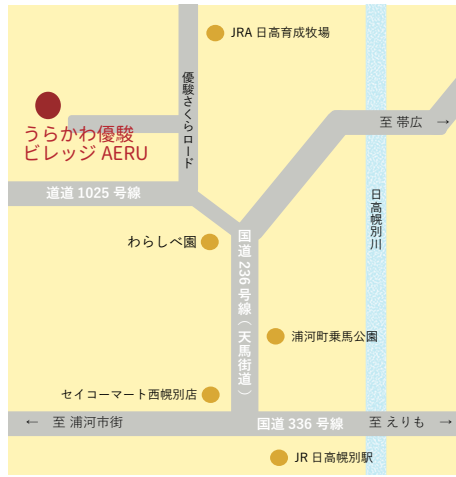 JRA 日高育成牧場
優駿さくらロード
うらかわ優駿
ビレッジ AERU
至 帯広 →
道道 1025 号線
日高幌別川
わらしべ園
国道 236 号線（天馬街道）
浦河町乗馬公園
セイコーマート西幌別店
← 至 浦河市街
国道 336 号線
至 えりも →
JR 日高幌別駅